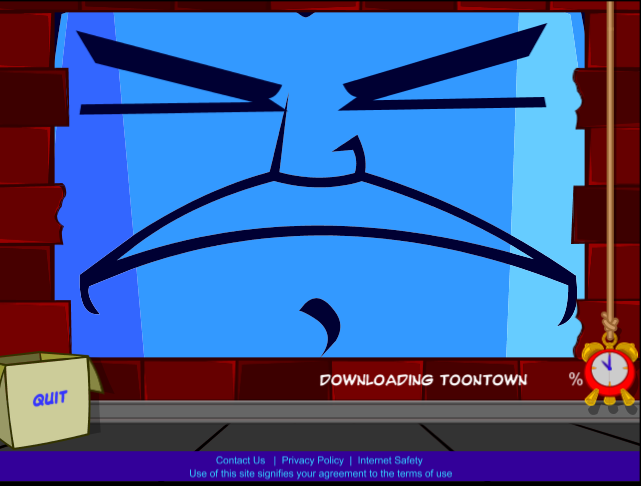 DOWNLOADING TOONTOWN %
QUIT
Contact Us | Privacy Policy | Internet Safety
Use of this site signifies your agreement to the terms of use